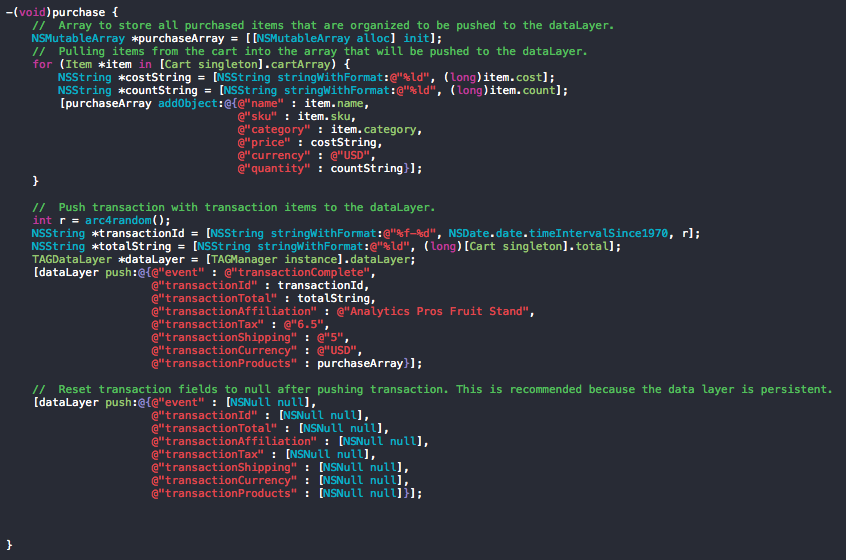 -(void)purchase {
    //  Array to store all purchased items that are organized to be pushed to the dataLayer.
    NSMutableArray *purchaseArray = [[NSMutableArray alloc] init];
    //  Pulling items from the cart into the array that will be pushed to the dataLayer.
    for (Item *item in [Cart singleton].cartArray) {
        NSString *costString = [NSString stringWithFormat:@"%ld", (long)item.cost];
        NSString *countString = [NSString stringWithFormat:@"%ld", (long)item.count];
        [purchaseArray addObject:@{@"name" : item.name,
                                   @"sku" : item.sku,
                                   @"category" : item.category,
                                   @"price" : costString,
                                   @"currency" : @"USD",
                                   @"quantity" : countString}];
    }

    //  Push transaction with transaction items to the dataLayer.
    int r = arc4random();
    NSString *transactionId = [NSString stringWithFormat:@"%f-%d", NSDate.date.timeIntervalSince1970, r];
    NSString *totalString = [NSString stringWithFormat:@"%ld", (long)[Cart singleton].total];
    TAGDataLayer *dataLayer = [TAGManager instance].dataLayer;
    [dataLayer push:@{@"event" : @"transactionComplete",
                      @"transactionId" : transactionId,
                      @"transactionTotal" : totalString,
                      @"transactionAffiliation" : @"Analytics Pros Fruit Stand",
                      @"transactionTax" : @"6.5",
                      @"transactionShipping" : @"5",
                      @"transactionCurrency" : @"USD",
                      @"transactionProducts" : purchaseArray}];

    //  Reset transaction fields to null after pushing transaction. This is recommended because the data layer is persistent.
    [dataLayer push:@{@"event" : [NSNull null],
                      @"transactionId" : [NSNull null],
                      @"transactionTotal" : [NSNull null],
                      @"transactionAffiliation" : [NSNull null],
                      @"transactionTax" : [NSNull null],
                      @"transactionShipping" : [NSNull null],
                      @"transactionCurrency" : [NSNull null],
                      @"transactionProducts" : [NSNull null]}];

}